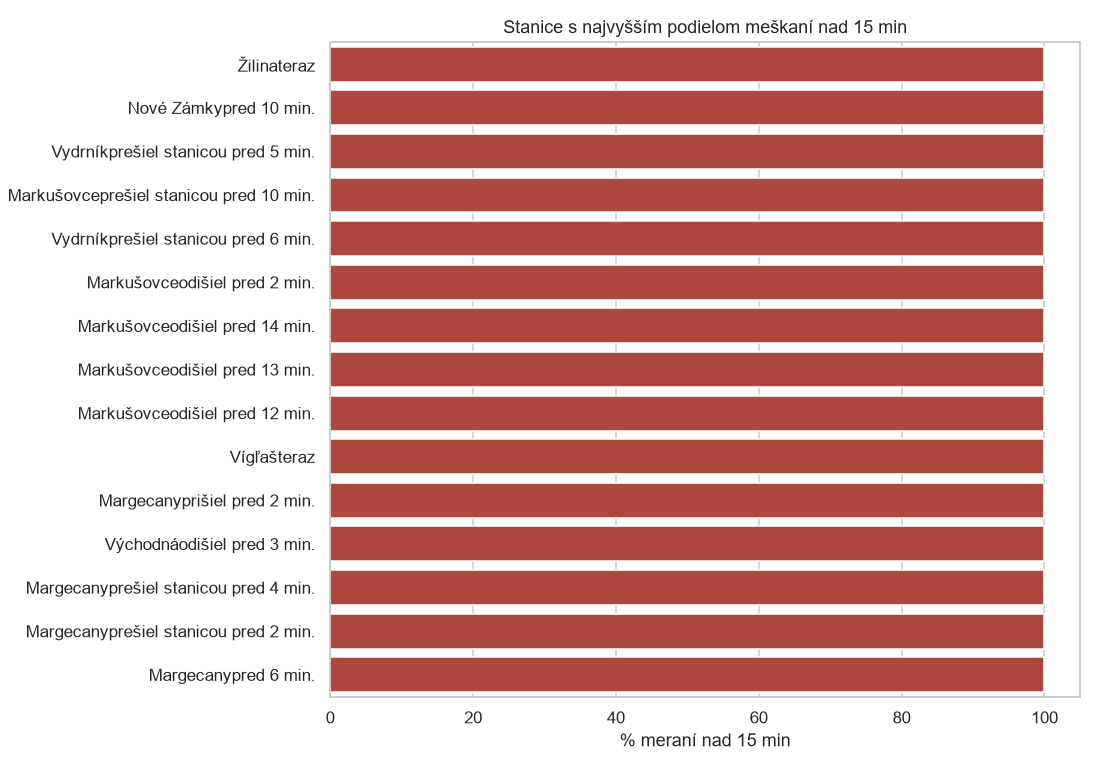 Stanice s najvyšším podielom meškaní nad 15 min
Žilinateraz
Nové Zámkypred 10 min.
Vydrníkprešiel stanicou pred 5 min.
Markušovceprešiel stanicou pred 10 min.
Vydrníkprešiel stanicou pred 6 min.
Markušovceodišiel pred 2 min.
Markušovceodišiel pred 14 min.
Markušovceodišiel pred 13 min.
Markušovceodišiel pred 12 min.
Vígľašteraz
Margecanyprišiel pred 2 min.
Východnáodišiel pred 3 min.
Margecanyprešiel stanicou pred 4 min.
Margecanyprešiel stanicou pred 2 min.
Margecanypred 6 min.
0 20 40 60 80 100
% meraní nad 15 min